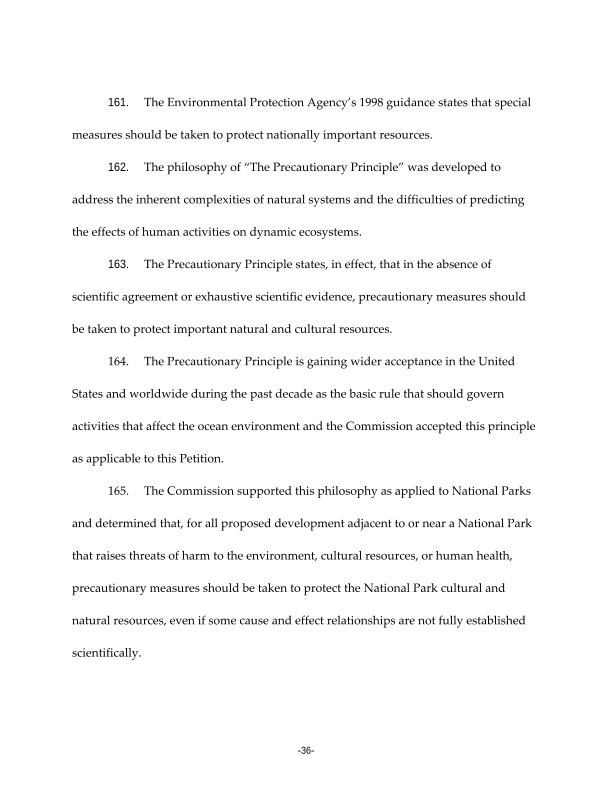 161. The Environmental Protection Agency’s 1998 guidance states that special
measures should be taken to protect nationally important resources.
162. The philosophy of “The Precautionary Principle” was developed to
address the inherent complexities of natural systems and the difficulties of predicting
the effects of human activities on dynamic ecosystems.
163. The Precautionary Principle states, in effect, that in the absence of
scientific agreement or exhaustive scientific evidence, precautionary measures should
be taken to protect important natural and cultural resources.
164. The Precautionary Principle is gaining wider acceptance in the United
States and worldwide during the past decade as the basic rule that should govern
activities that affect the ocean environment and the Commission accepted this principle
as applicable to this Petition.
165. The Commission supported this philosophy as applied to National Parks
and determined that, for all proposed development adjacent to or near a National Park
that raises threats of harm to the environment, cultural resources, or human health,
precautionary measures should be taken to protect the National Park cultural and
natural resources, even if some cause and effect relationships are not fully established
scientifically.
-36-